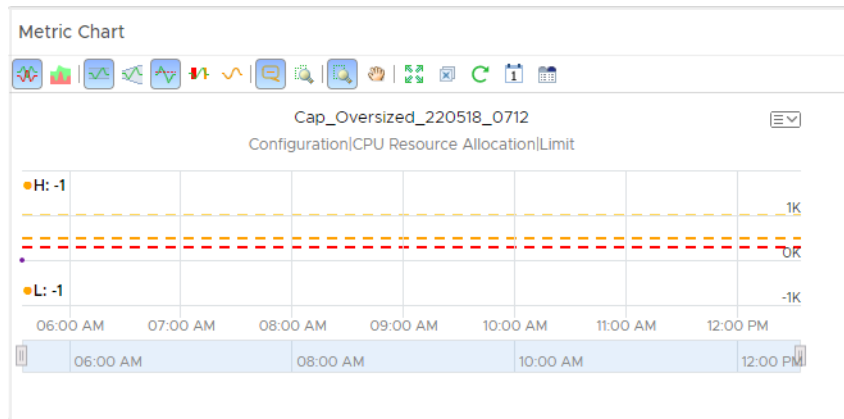 Metric Chart
1
Cap_Oversized_220518_0712
Configuration|CPU Resource Allocation|Limit
H: -1
1K
0K
L: -1
-1K
06:00 AM 07:00 AM 08:00 AM 09:00 AM 10:00 AM 11:00 AM 12:00 PM
06:00 AM 08:00 AM 10:00 AM 12:00 PM